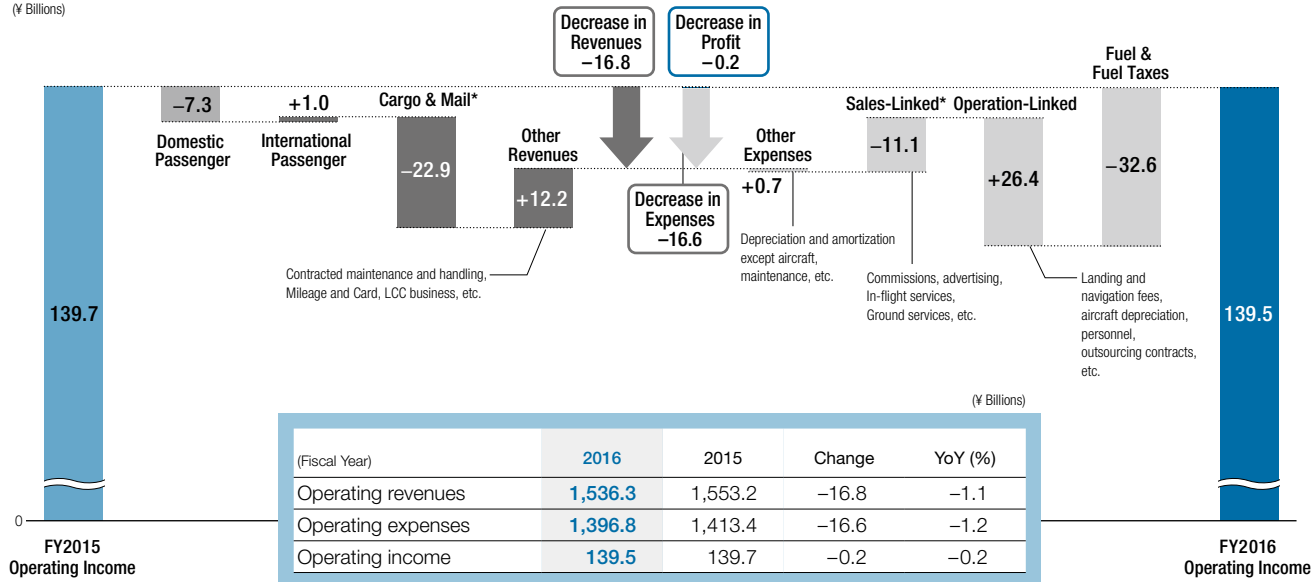 (¥ Billions)
Decrease in
Revenues
−16.8
Decrease in
Profit
−0.2
Fuel &
Fuel Taxes
−7.3
Domestic
Passenger
+1.0
International
Passenger
Cargo & Mail*
−22.9
Other
Revenues
+12.2
Contracted maintenance and handling,
Mileage and Card, LCC business, etc.
Decrease in
Expenses
−16.6
Other
Expenses
+0.7
Depreciation and amortization
except aircraft,
maintenance, etc.
Sales-Linked*
−11.1
Commissions, advertising,
In-flight services,
Ground services, etc.
Operation-Linked
+26.4
Landing and
navigation fees,
aircraft depreciation,
personnel,
outsourcing contracts,
etc.
−32.6
139.7
139.5
0
FY2015
Operating Income
FY2016
Operating Income
(¥ Billions)
(Fiscal Year) 2016 2015 Change YoY (%)
Operating revenues 1,536.3 1,553.2 −16.8 −1.1
Operating expenses 1,396.8 1,413.4 −16.6 −1.2
Operating income 139.5 139.7 −0.2 −0.2